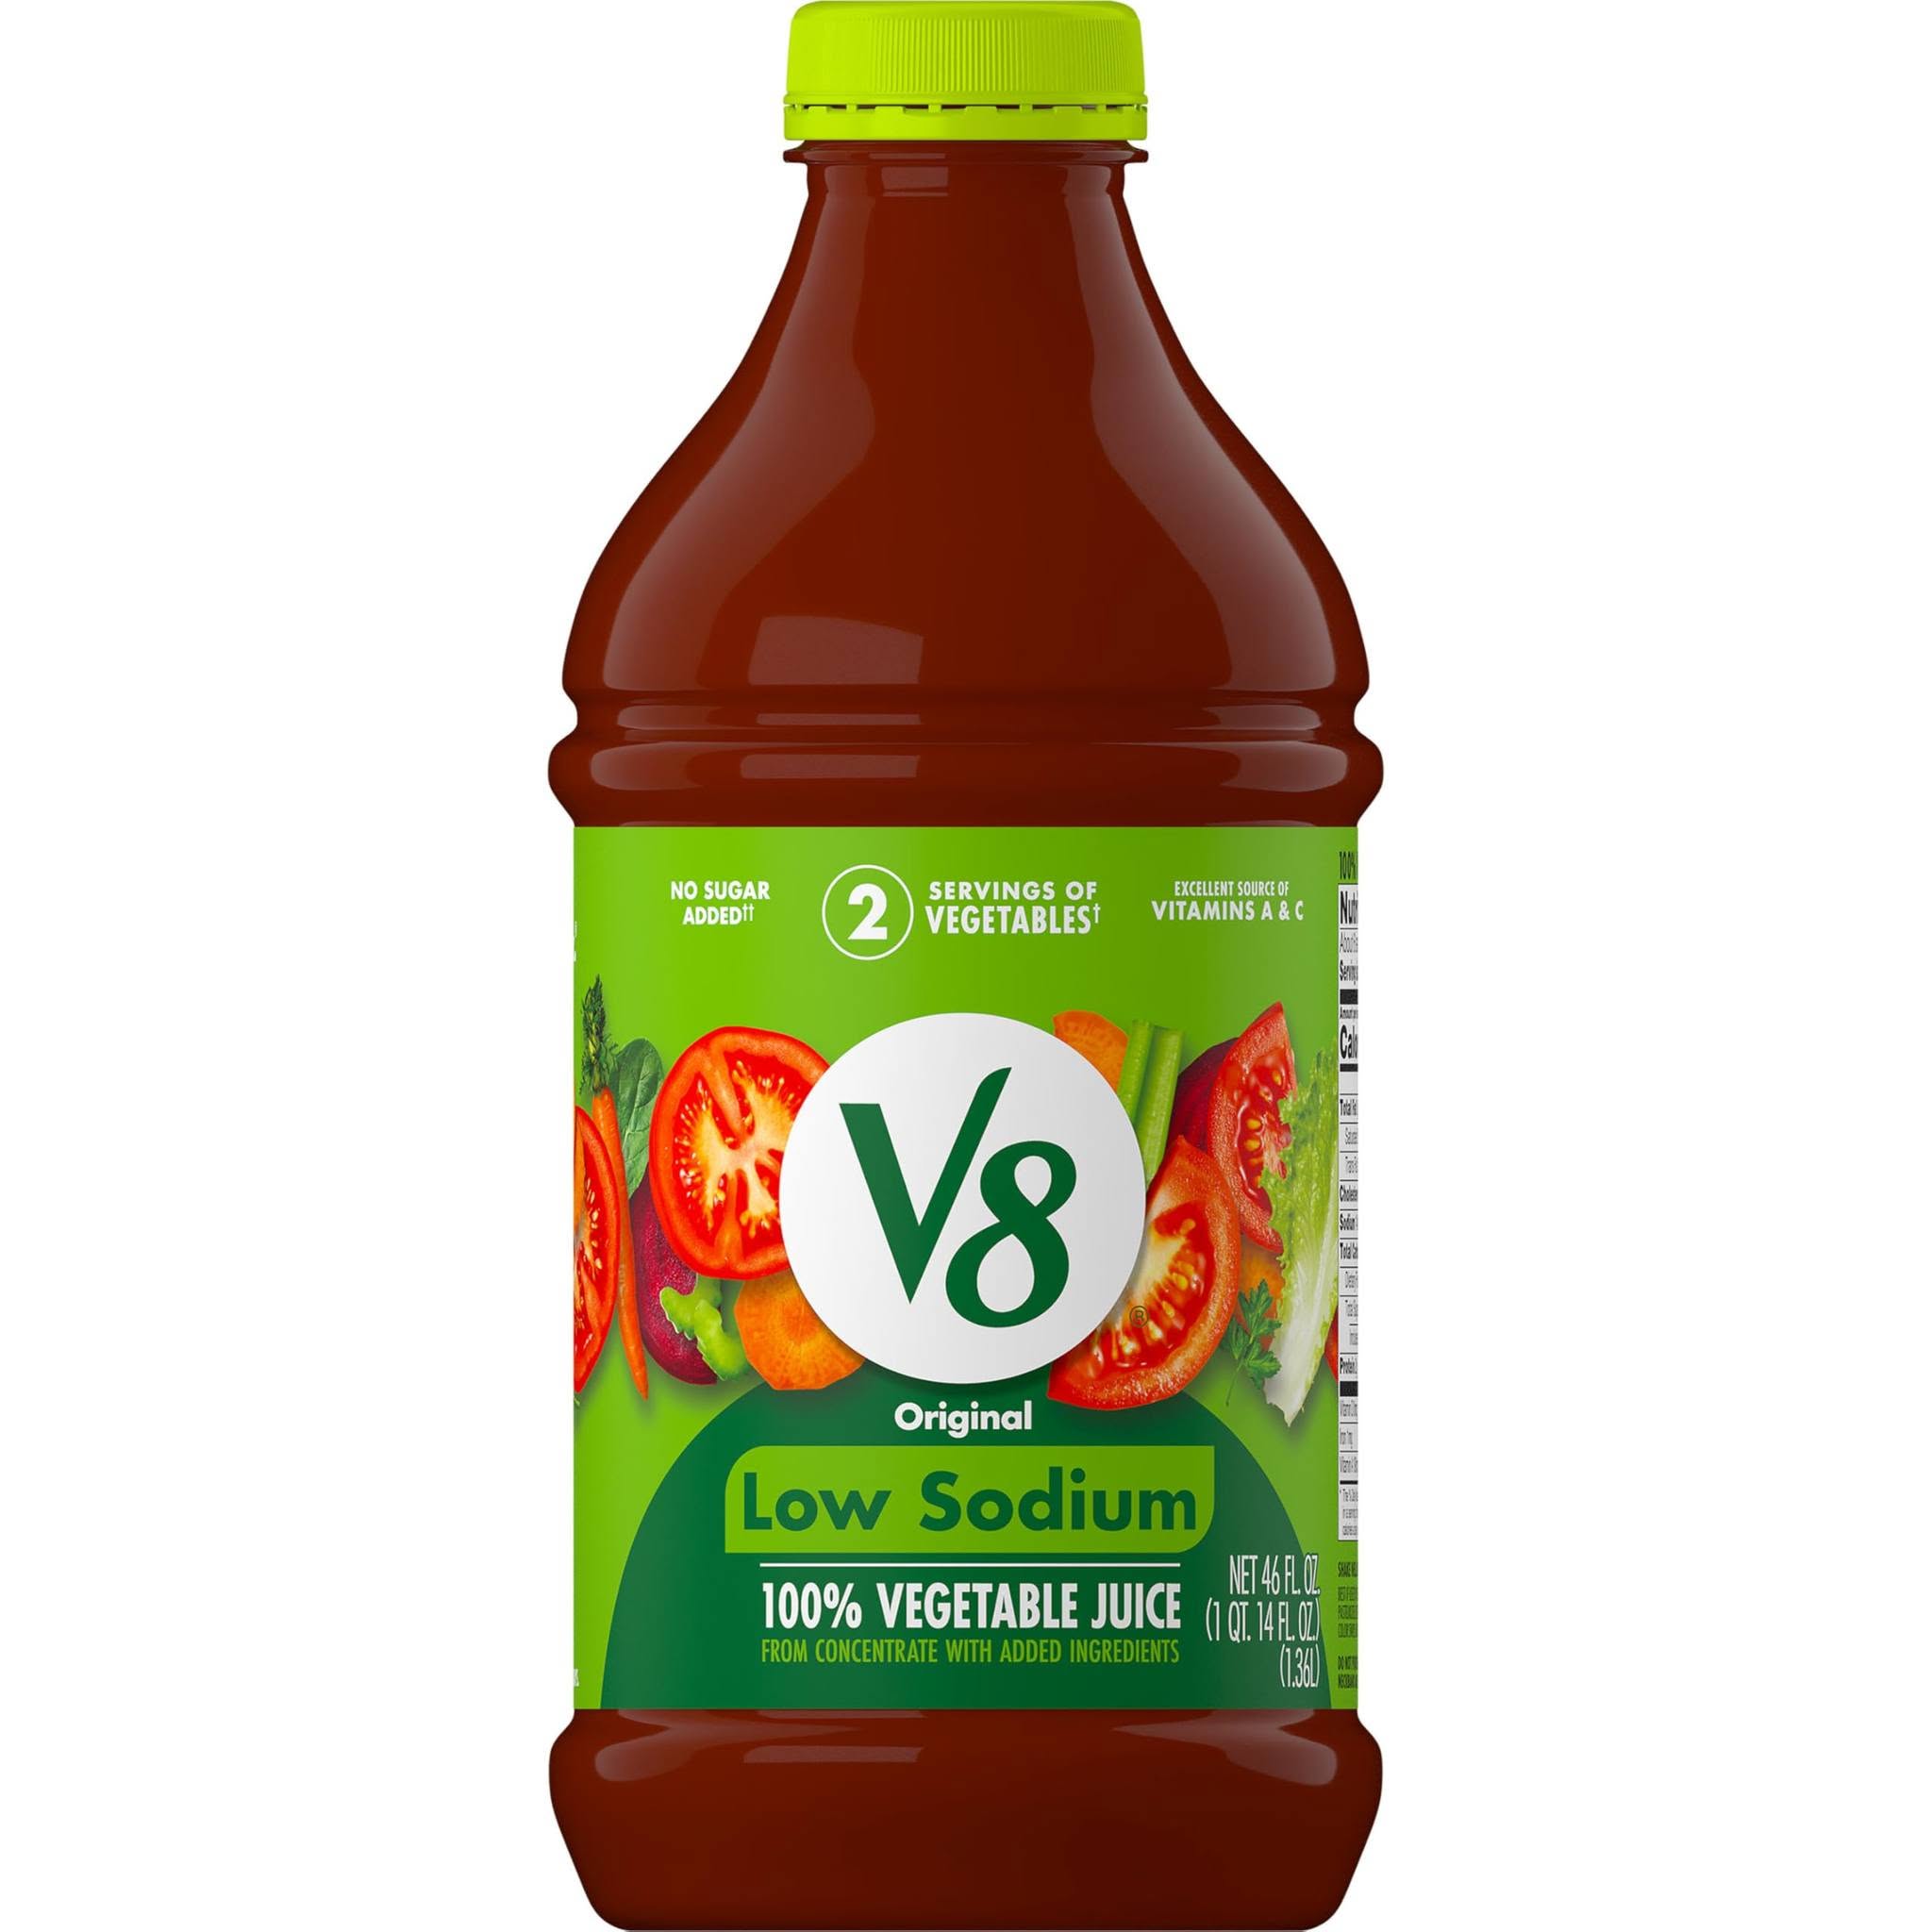 NO SUGAR
ADDED††
2
SERVINGS OF
VEGETABLES†
EXCELLENT SOURCE OF
VITAMINS A & C
V8
®
Original
Low Sodium
100% VEGETABLE JUICE
FROM CONCENTRATE WITH ADDED INGREDIENTS
NET 46 FL. OZ.
(1 QT. 14 FL. OZ.)
(1.36L)
100%